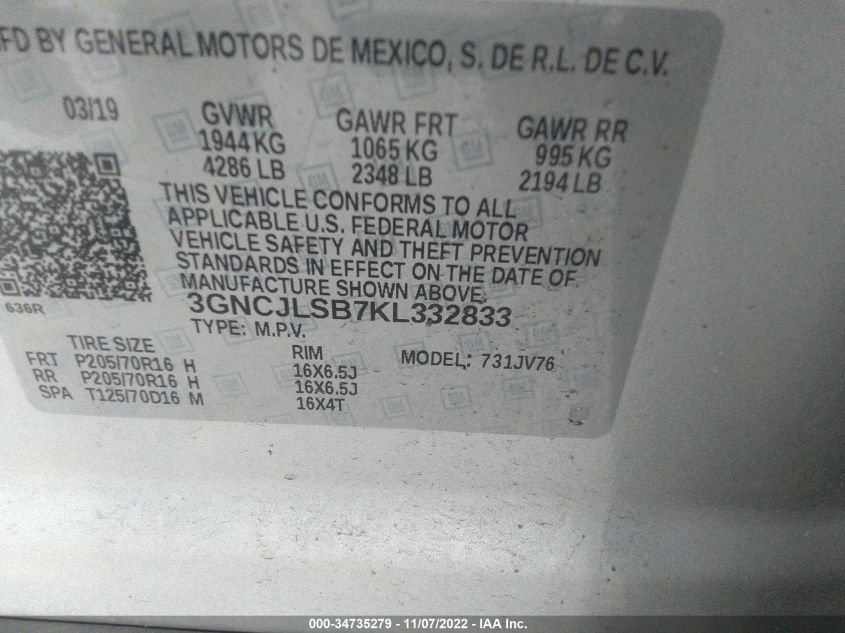 MFD BY GENERAL MOTORS DE MEXICO, S. DE R.L. DE C.V.
03/19 GVWR GAWR FRT GAWR RR
1944 KG 1065 KG 995 KG
4286 LB 2348 LB 2194 LB
THIS VEHICLE CONFORMS TO ALL
APPLICABLE U.S. FEDERAL MOTOR
VEHICLE SAFETY AND THEFT PREVENTION
STANDARDS IN EFFECT ON THE DATE OF
MANUFACTURE SHOWN ABOVE.
3GNCJLSB7KL332833
636R
TYPE: M.P.V.
TIRE SIZE RIM MODEL: 731JV76
FRT P205/70R16 H 16X6.5J
RR P205/70R16 H 16X6.5J
SPA T125/70D16 M 16X4T
000-34735279 - 11/07/2022 - IAA Inc.